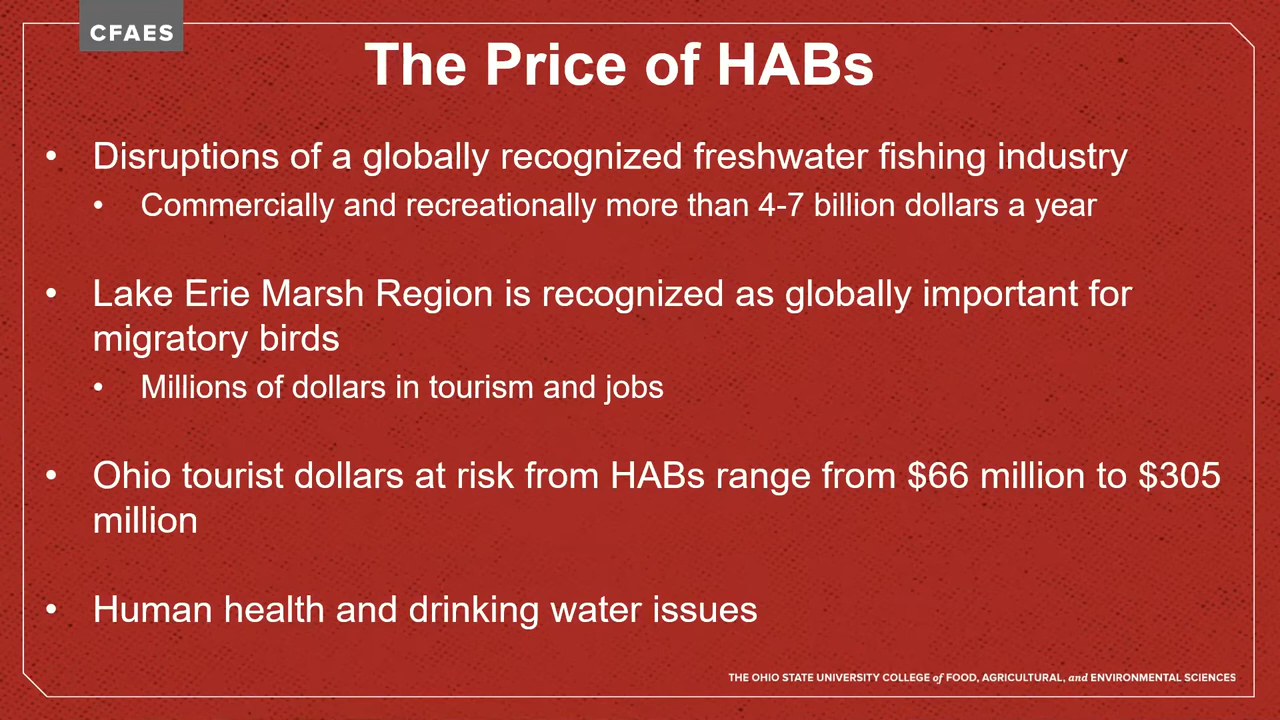 CFAES
The Price of HABs
• Disruptions of a globally recognized freshwater fishing industry
• Commercially and recreationally more than 4-7 billion dollars a year
• Lake Erie Marsh Region is recognized as globally important for
migratory birds
• Millions of dollars in tourism and jobs
• Ohio tourist dollars at risk from HABs range from $66 million to $305
million
• Human health and drinking water issues
THE OHIO STATE UNIVERSITY COLLEGE of FOOD, AGRICULTURAL, and ENVIRONMENTAL SCIENCES